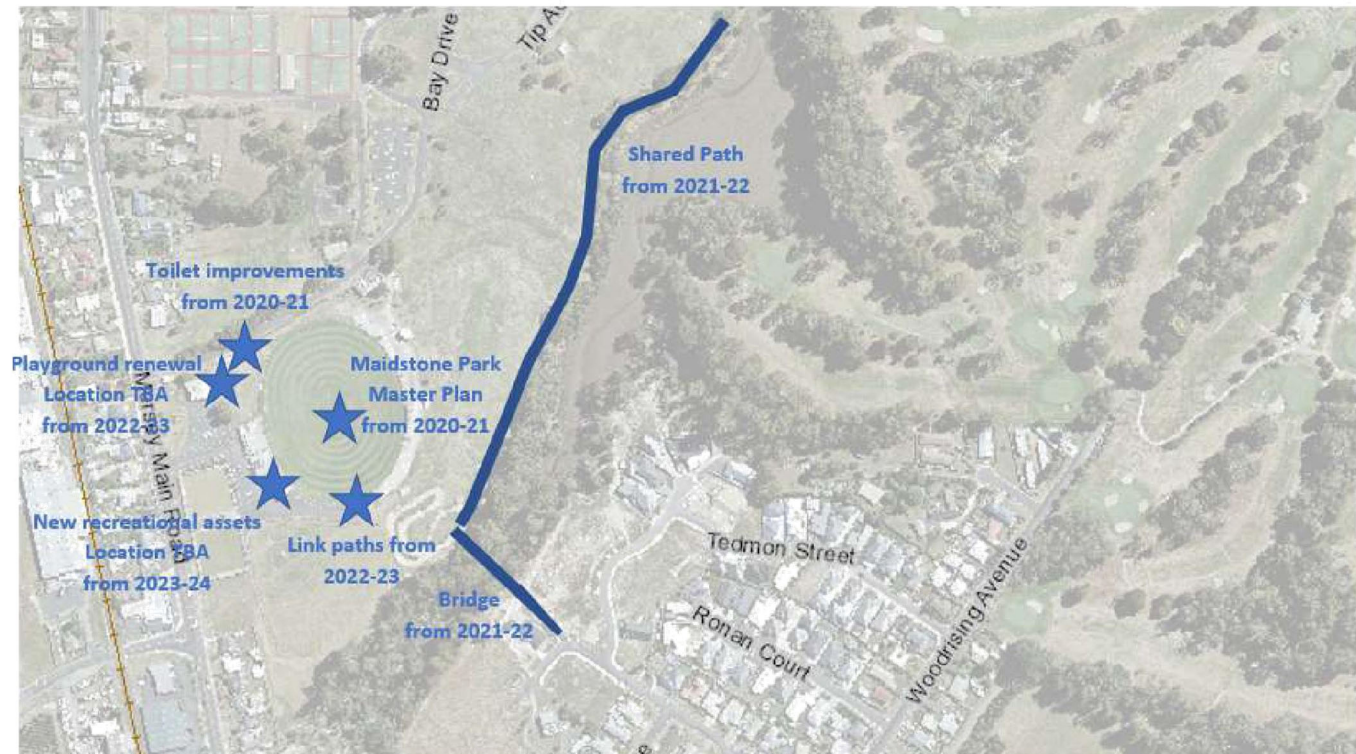 Bay Drive
Tip
Shared Path
from 2021-22
Toilet improvements
from 2020-21
Playground renewal
Location TBA
from 2022-23
Maidstone Park
Master Plan
from 2020-21
Mersey Main Road
New recreational assets
Location TBA
from 2023-24
Link paths from
2022-23
Bridge
from 2021-22
Tedmon Street
Ronan Court
Woodrising Avenue